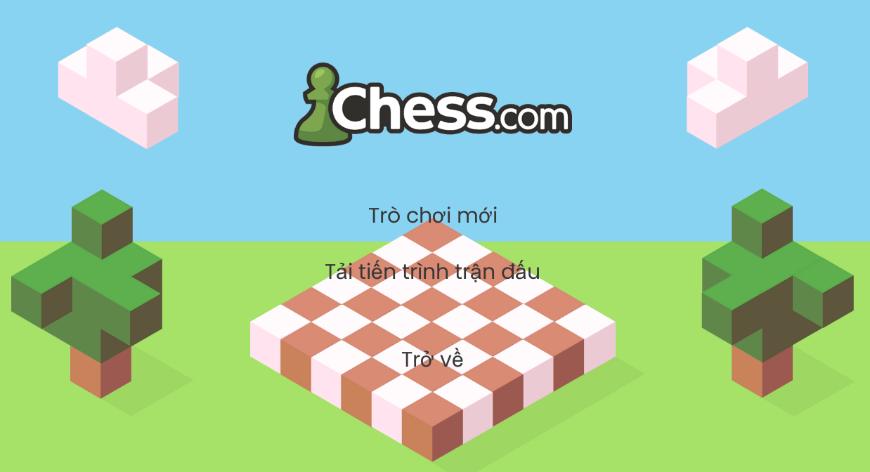 Chess.com
Trò chơi mới
Tải tiến trình trận đấu
Trở về